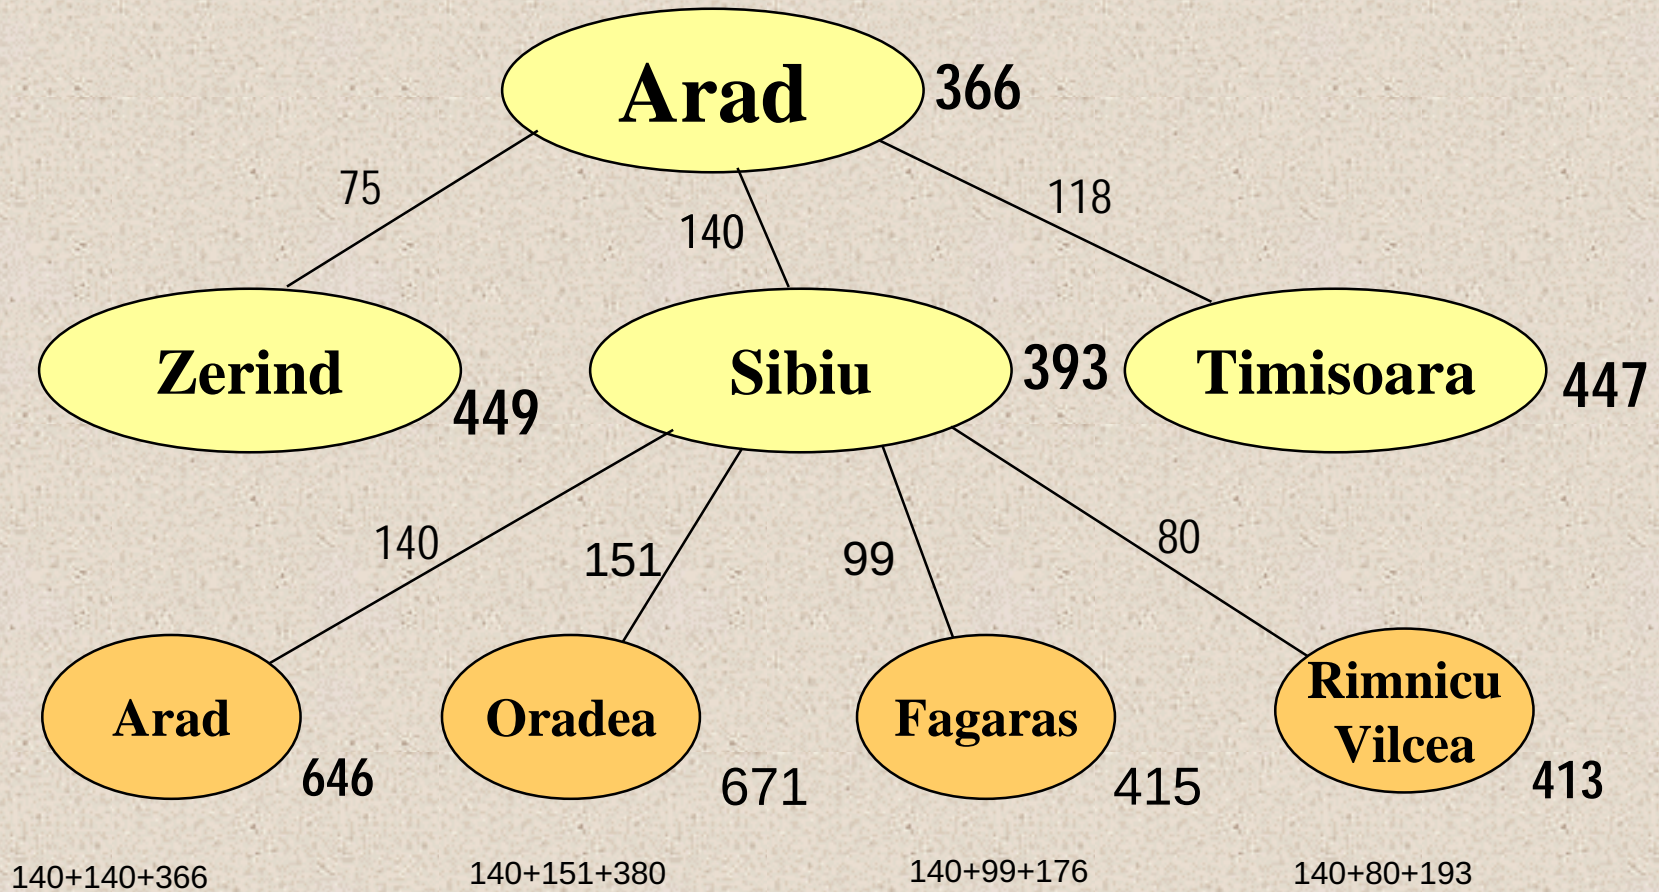 Arad
366
75
140
118
Zerind
449
Sibiu
393
Timisoara
447
140
151
99
80
Arad
646
Oradea
671
Fagaras
415
Rimnicu
Vilcea
413
140+140+366
140+151+380
140+99+176
140+80+193